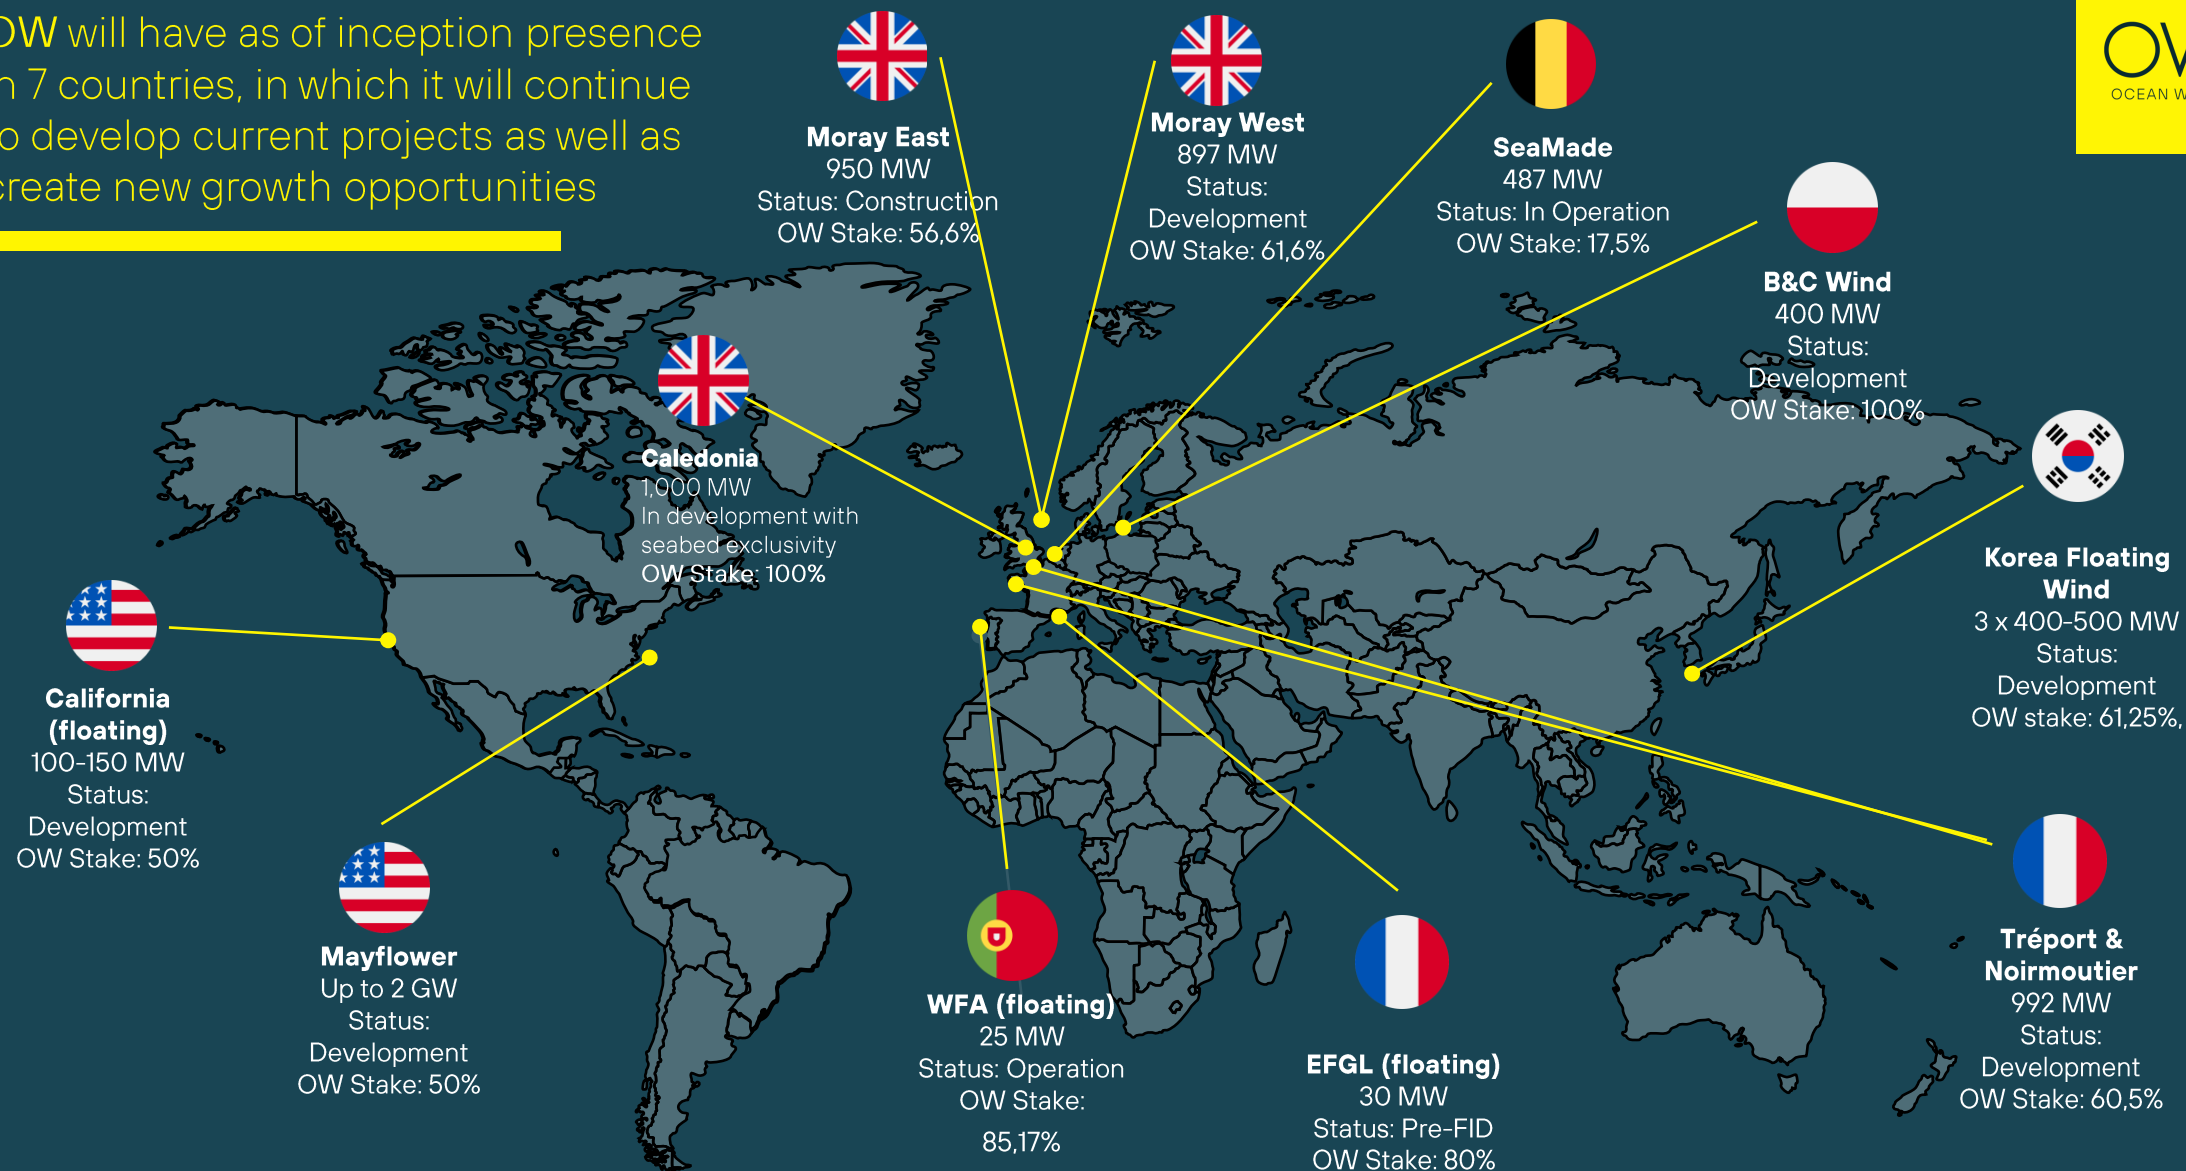 OW will have as of inception presence
n 7 countries, in which it will continue
o develop current projects as well as
create new growth opportunities
OW
OCEAN W
Moray East
950 MW
Status: Construction
OW Stake: 56,6%
Moray West
897 MW
Status:
Development
OW Stake: 61,6%
SeaMade
487 MW
Status: In Operation
OW Stake: 17,5%
B&C Wind
400 MW
Status:
Development
OW Stake: 100%
Caledonia
1,000 MW
In development with
seabed exclusivity
OW Stake: 100%
Korea Floating
Wind
3 x 400-500 MW
Status:
Development
OW stake: 61,25%,
California
(floating)
100-150 MW
Status:
Development
OW Stake: 50%
Mayflower
Up to 2 GW
Status:
Development
OW Stake: 50%
WFA (floating)
25 MW
Status: Operation
OW Stake:
85,17%
EFGL (floating)
30 MW
Status: Pre-FID
OW Stake: 80%
Tréport &
Noirmoutier
992 MW
Status:
Development
OW Stake: 60,5%